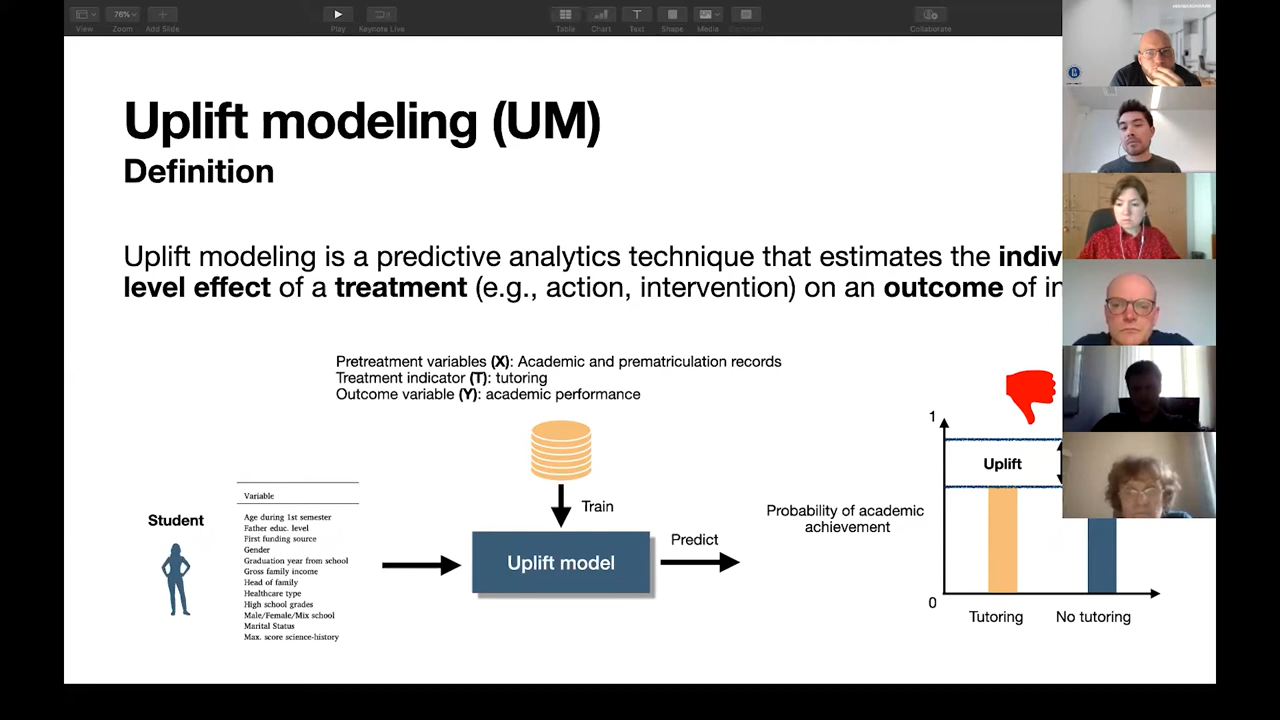 View
76%
Zoom
Add Slide
Play
Keynote Live
Table
Chart
Text
Shape
Media
Collaborate
Uplift modeling (UM)
Definition
Uplift modeling is a predictive analytics technique that estimates the indiv
level effect of a treatment (e.g., action, intervention) on an outcome of in
Pretreatment variables (X): Academic and prematriculation records
Treatment indicator (T): tutoring
Outcome variable (Y): academic performance
Student
Variable
Age during 1st semester
Father educ. level
First funding source
Gender
Graduation year from school
Gross family income
Head of family
Healthcare type
High school grades
Male/Female/Mix school
Marital Status
Max. score science-history
Train
Uplift model
Predict
Probability of academic
achievement
1
Uplift
0
Tutoring
No tutoring